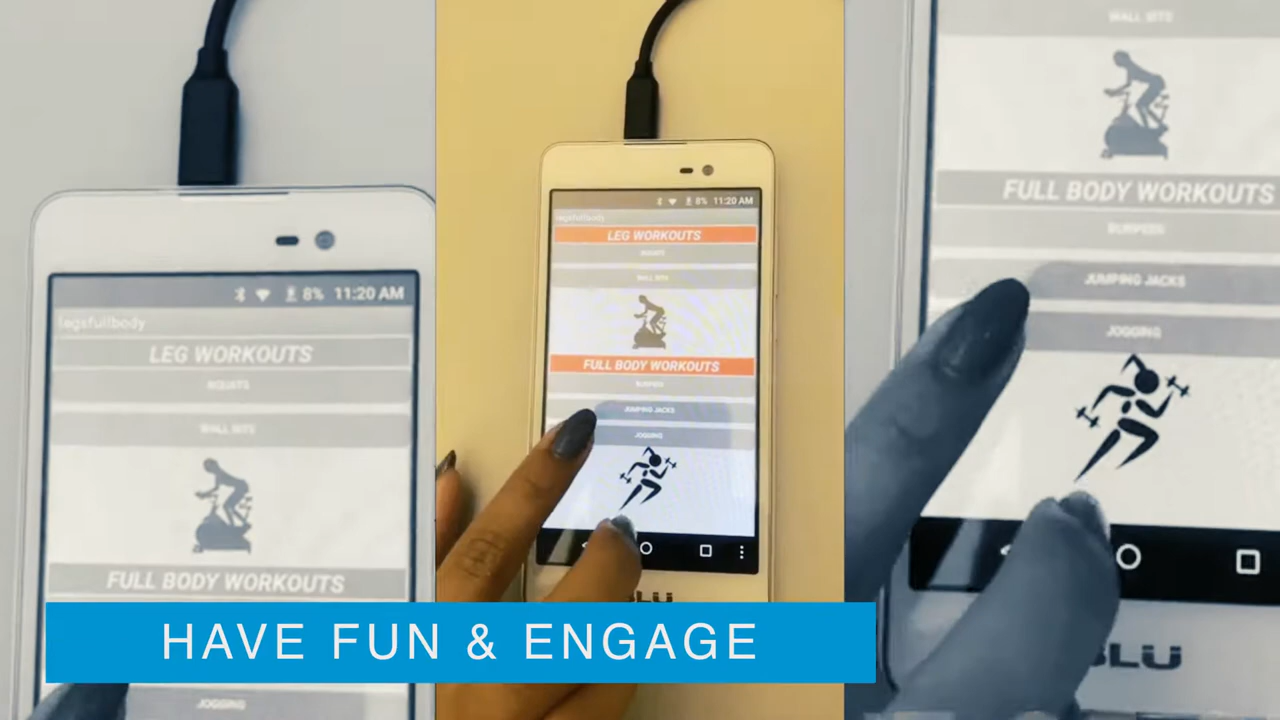 8% 11:20 AM
legsfullbody
LEG WORKOUTS
SQUATS
WALL SITS
FULL BODY WORKOUTS
JOGGING
8% 11:20 AM
legsfullbody
LEG WORKOUTS
SQUATS
WALL SITS
FULL BODY WORKOUTS
BURPEES
JUMPING JACKS
JOGGING
BLU
WALL SITS
FULL BODY WORKOUTS
BURPEES
JUMPING JACKS
JOGGING
BLU
HAVE FUN & ENGAGE